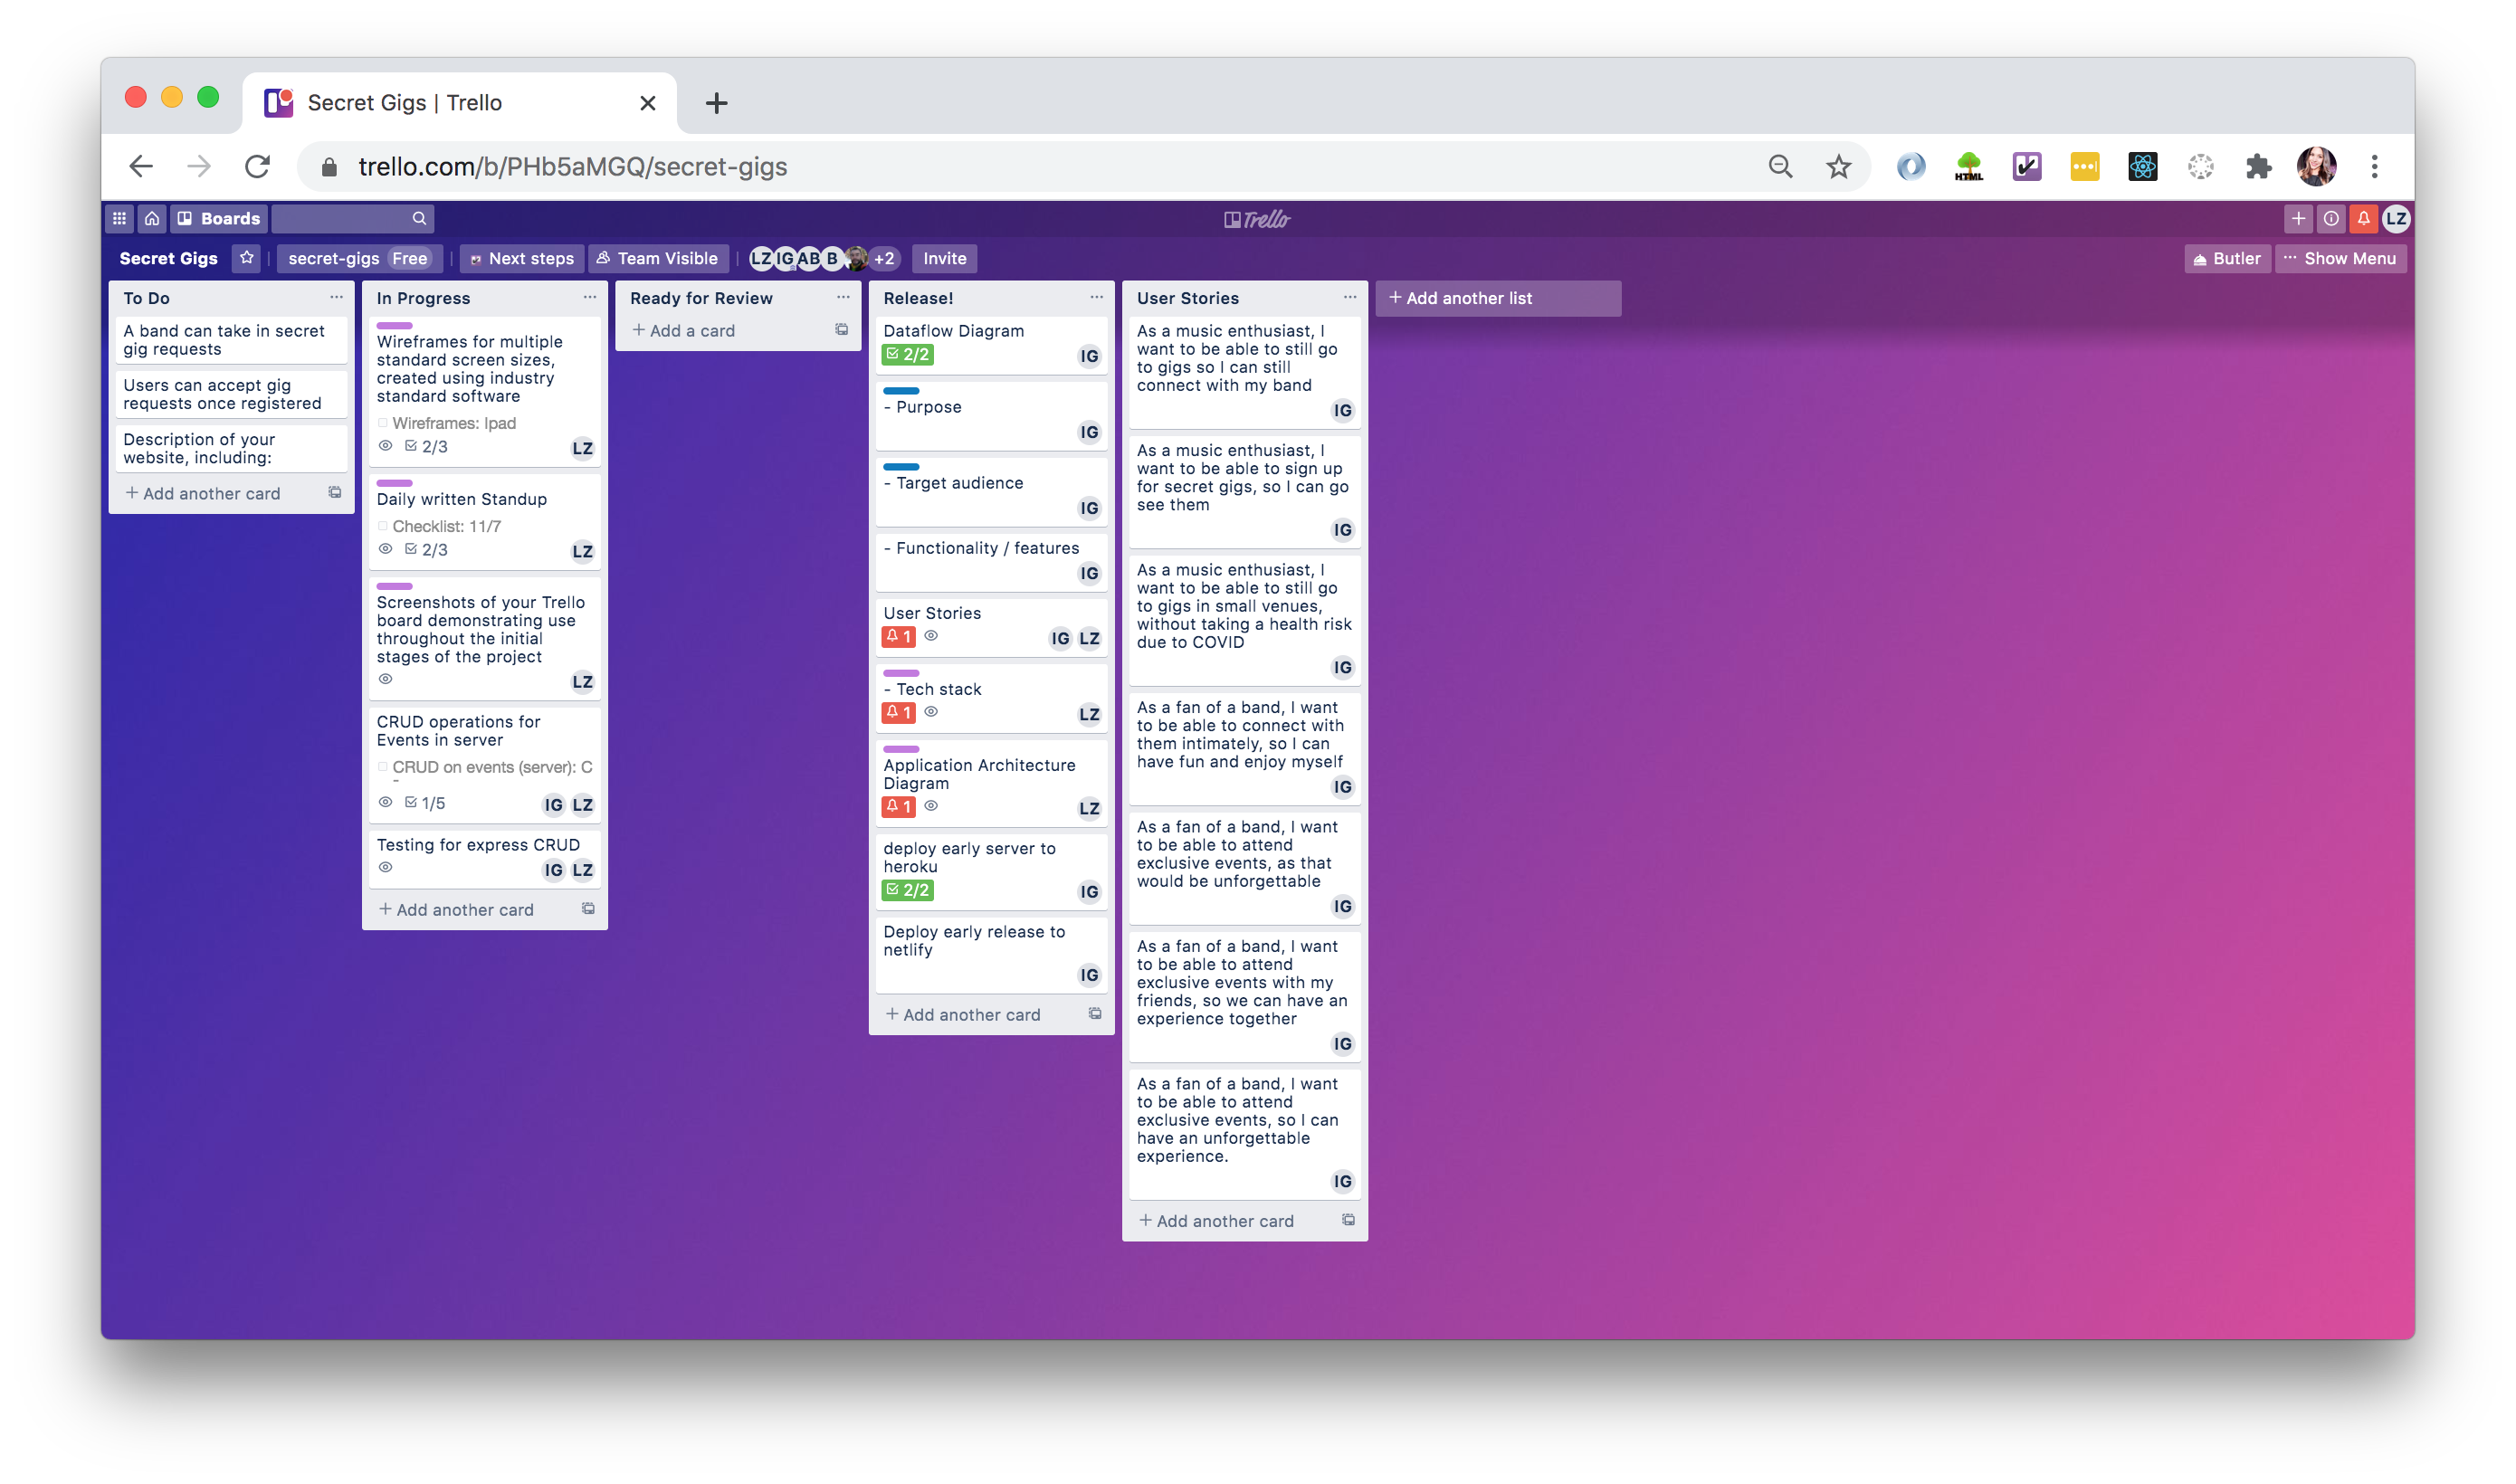 Secret Gigs | Trello
trello.com/b/PHb5aMGQ/secret-gigs
HTML
Boards
Trello
LZ
Secret Gigs
secret-gigs Free
Next steps
Team Visible
LZ IG AB B +2
Invite
Butler
Show Menu
To Do
A band can take in secret
gig requests
Users can accept gig
requests once registered
Description of your
website, including:
+ Add another card
In Progress
Wireframes for multiple
standard screen sizes,
created using industry
standard software
Wireframes: Ipad
2/3
LZ
Daily written Standup
Checklist: 11/7
2/3
LZ
Screenshots of your Trello
board demonstrating use
throughout the initial
stages of the project
LZ
CRUD operations for
Events in server
CRUD on events (server): C
-
1/5
IG LZ
Testing for express CRUD
IG LZ
+ Add another card
Ready for Review
+ Add a card
Release!
Dataflow Diagram
2/2
IG
- Purpose
IG
- Target audience
IG
- Functionality / features
IG
User Stories
1
IG LZ
- Tech stack
1
LZ
Application Architecture
Diagram
1
LZ
deploy early server to
heroku
2/2
IG
Deploy early release to
netlify
IG
+ Add another card
User Stories
As a music enthusiast, I
want to be able to still go
to gigs so I can still
connect with my band
IG
As a music enthusiast, I
want to be able to sign up
for secret gigs, so I can go
see them
IG
As a music enthusiast, I
want to be able to still go
to gigs in small venues,
without taking a health risk
due to COVID
IG
As a fan of a band, I want
to be able to connect with
them intimately, so I can
have fun and enjoy myself
IG
As a fan of a band, I want
to be able to attend
exclusive events, as that
would be unforgettable
IG
As a fan of a band, I want
to be able to attend
exclusive events with my
friends, so we can have an
experience together
IG
As a fan of a band, I want
to be able to attend
exclusive events, so I can
have an unforgettable
experience.
IG
+ Add another card
+ Add another list